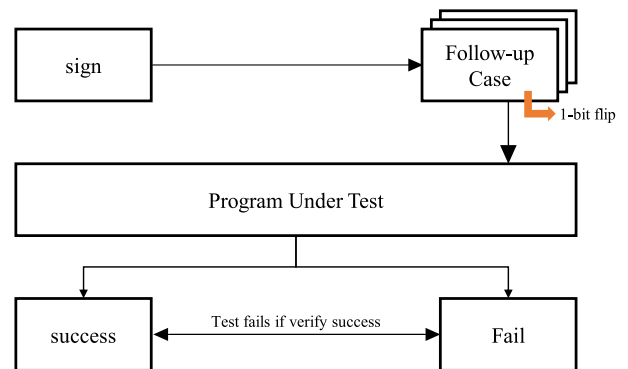 sign
Follow-up
Case
1-bit flip
Program Under Test
Test fails if verify success
success
Fail